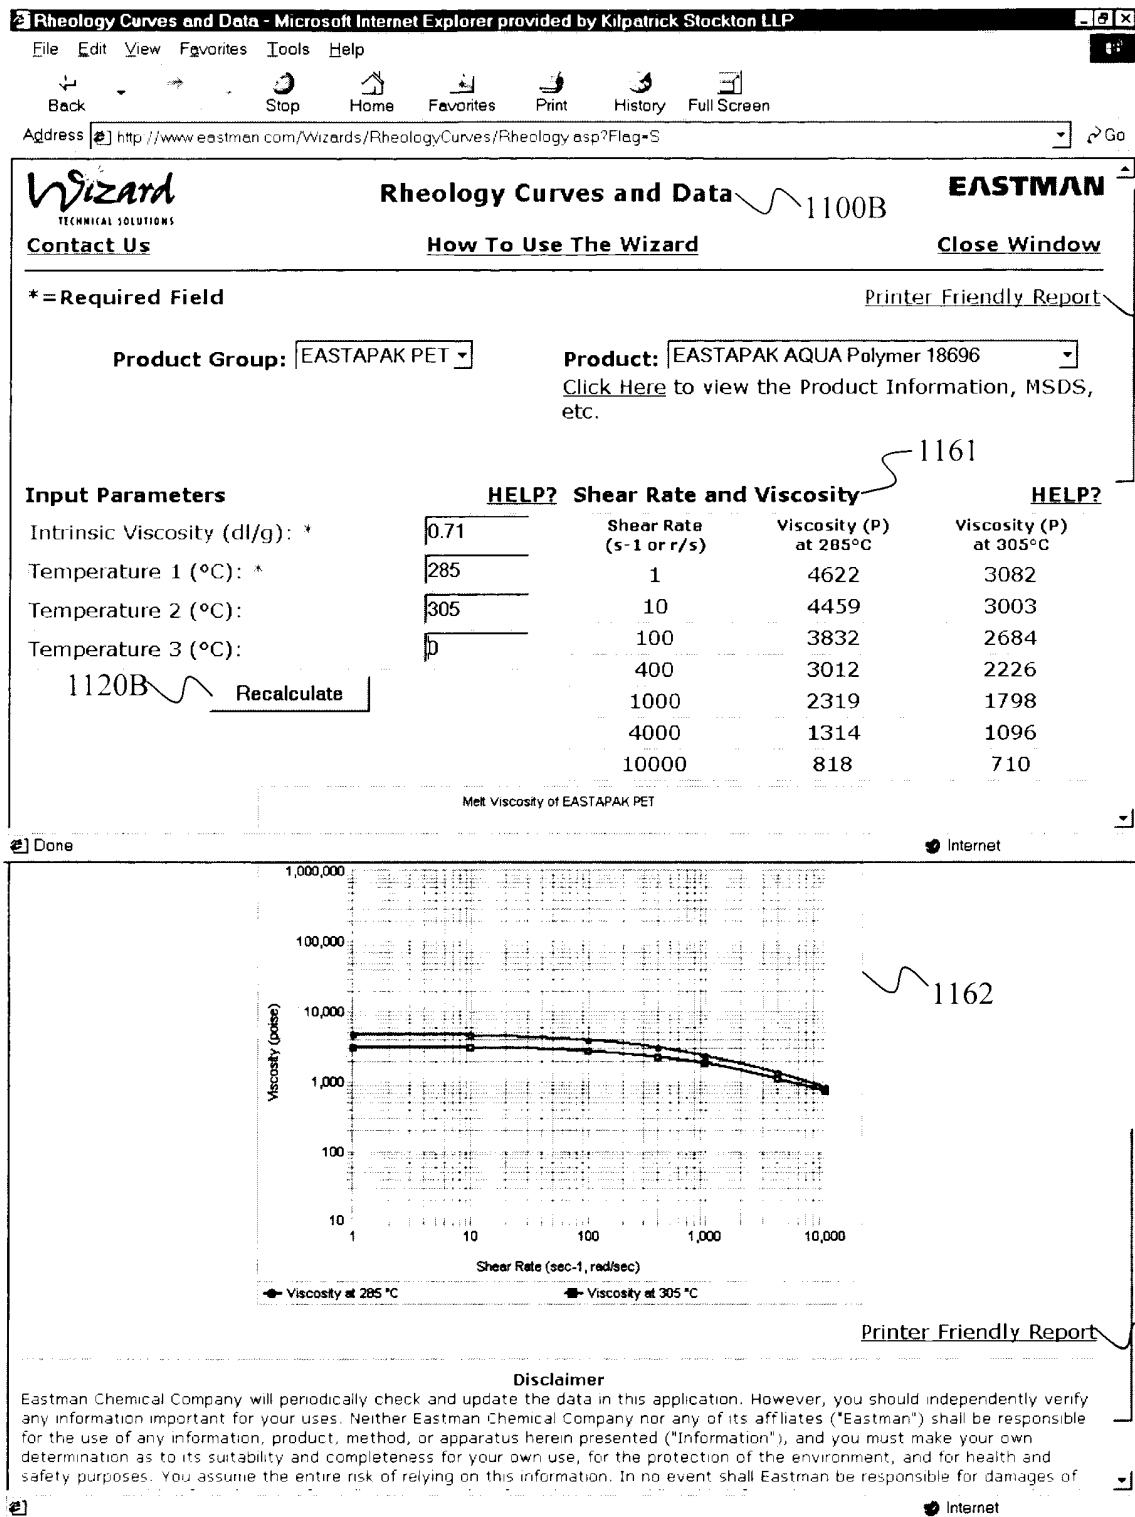 Rheology Curves and Data - Microsoft Internet Explorer provided by Kilpatrick Stockton LLP
File Edit View Favorites Tools Help
Back Stop Home Favorites Print History Full Screen
Address http://www.eastman.com/Wizards/RheologyCurves/Rheology.asp?Flag=S Go
Wizard
TECHNICAL SOLUTIONS
Rheology Curves and Data 1100B
EASTMAN
Contact Us How To Use The Wizard Close Window
*=Required Field Printer Friendly Report
Product Group: EASTAPAK PET Product: EASTAPAK AQUA Polymer 18696
Click Here to view the Product Information, MSDS,
etc.
1161
Input Parameters HELP? Shear Rate and Viscosity HELP?
Intrinsic Viscosity (dl/g): * 0.71
Temperature 1 (ºC): * 285
Temperature 2 (ºC): 305
Temperature 3 (ºC): 0
1120B Recalculate
Shear Rate Viscosity (P) Viscosity (P)
(s-1 or r/s) at 285ºC at 305ºC
1 4622 3082
10 4459 3003
100 3832 2684
400 3012 2226
1000 2319 1798
4000 1314 1096
10000 818 710
Melt Viscosity of EASTAPAK PET
Done Internet
1,000,000
100,000
10,000
1,000
100
10
Viscosity (poise)
1162
1 10 100 1,000 10,000
Shear Rate (sec-1, rad/sec)
Viscosity at 285 °C Viscosity at 305 °C
Printer Friendly Report
Disclaimer
Eastman Chemical Company will periodically check and update the data in this application. However, you should independently verify
any information important for your uses. Neither Eastman Chemical Company nor any of its affliates ("Eastman") shall be responsible
for the use of any information, product, method, or apparatus herein presented ("Information"), and you must make your own
determination as to its suitability and completeness for your own use, for the protection of the environment, and for health and
safety purposes. You assume the entire risk of relying on this information. In no event shall Eastman be responsible for damages of
Internet